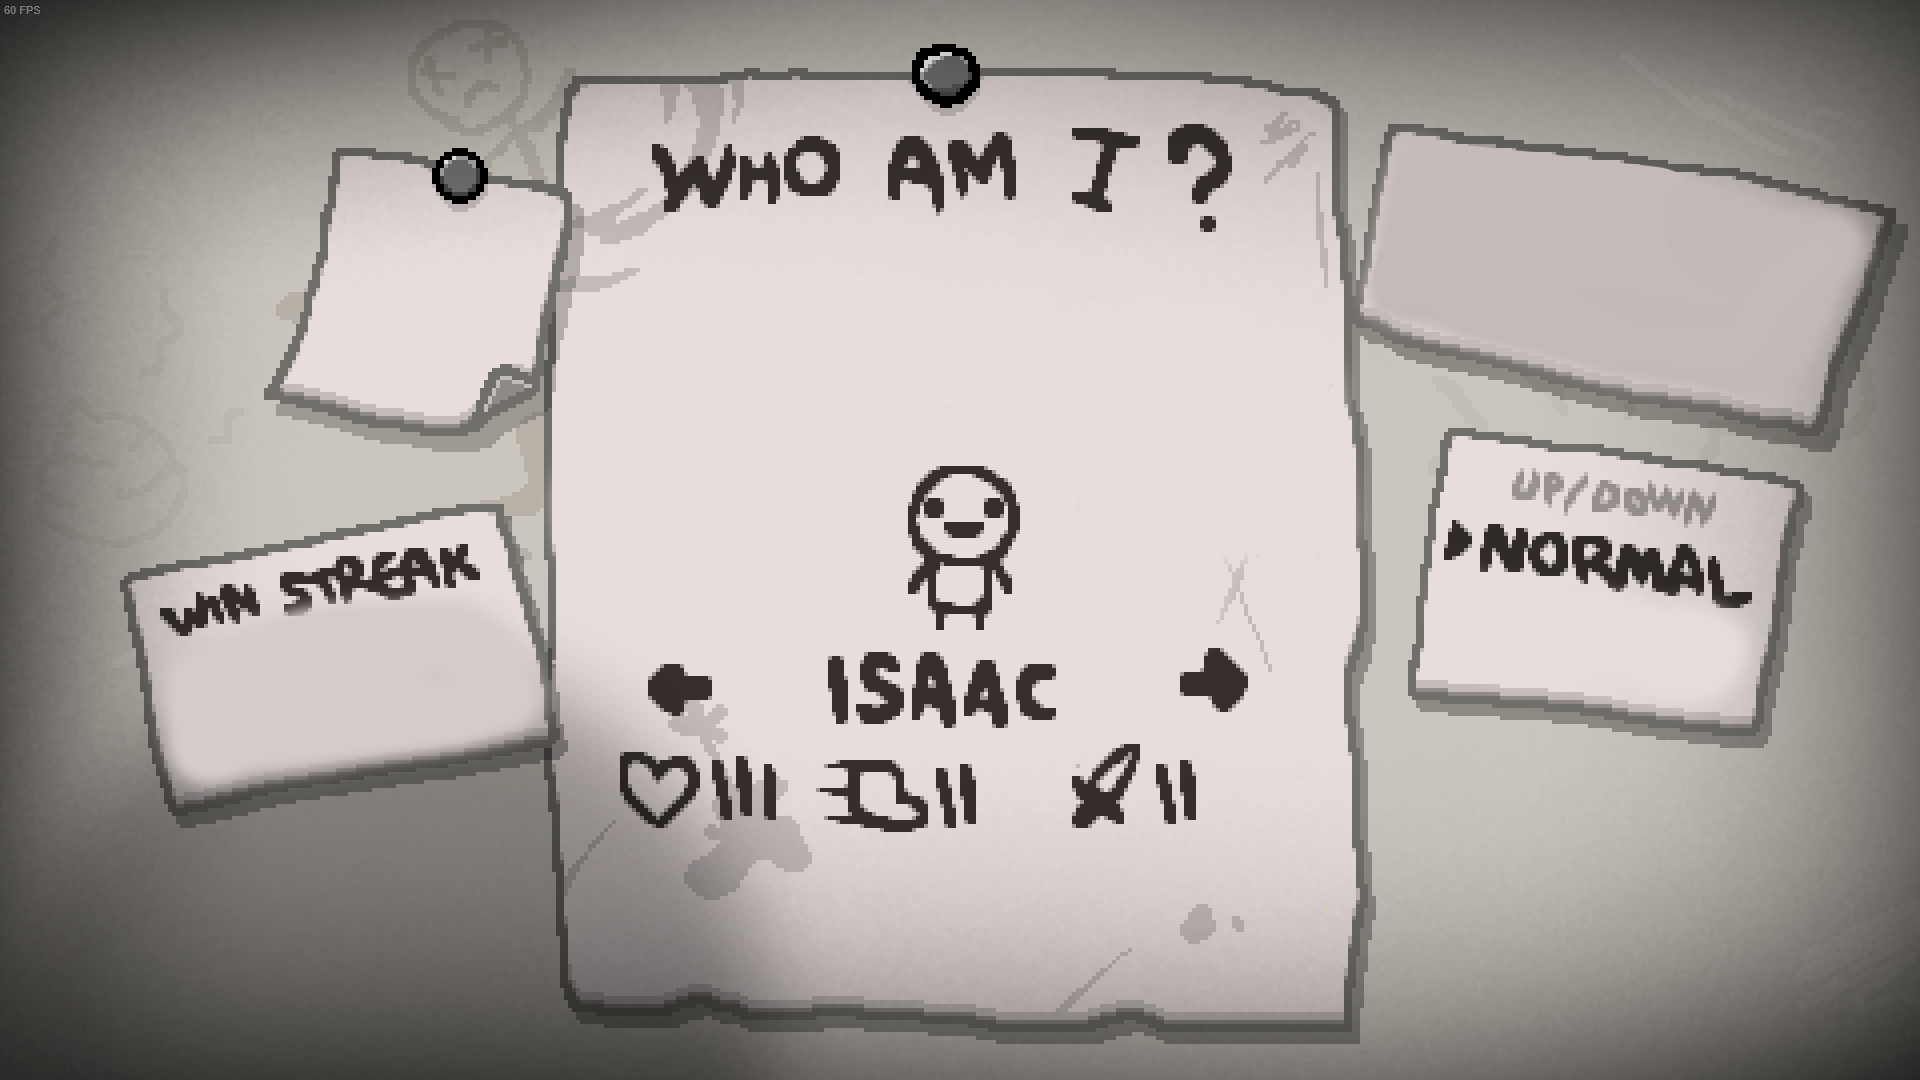 60 FPS
WHO AM I?
WIN STREAK
UP/DOWN
NORMAL
ISAAC